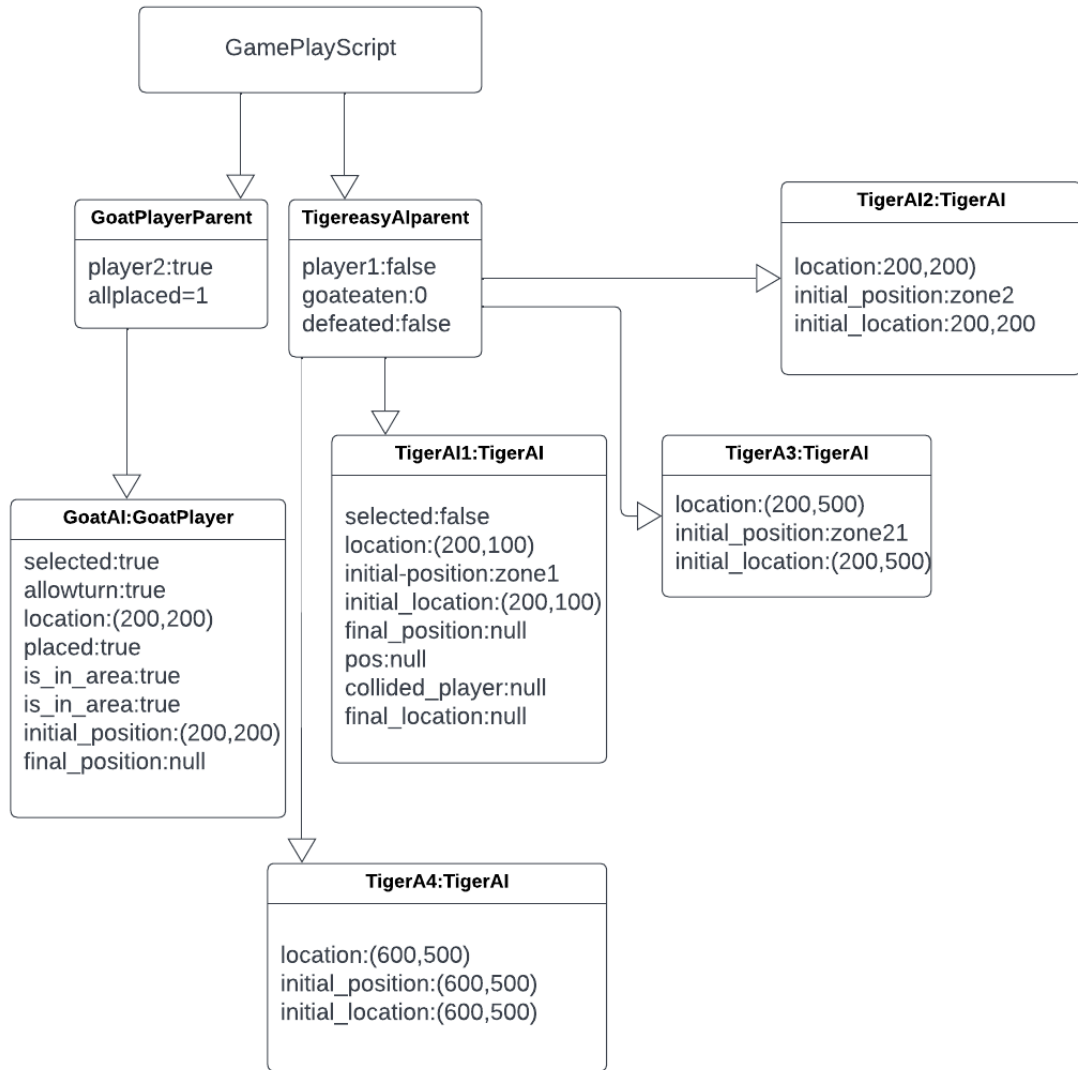 GamePlayScript
GoatPlayerParent
player2:true
allplaced=1
TigereasyAIparent
player1:false
goateaten:0
defeated:false
TigerAI2:TigerAI
location:200,200)
initial_position:zone2
initial_location:200,200
TigerAI1:TigerAI
selected:false
location:(200,100)
initial-position:zone1
initial_location:(200,100)
final_position:null
pos:null
collided_player:null
final_location:null
TigerA3:TigerAI
location:(200,500)
initial_position:zone21
initial_location:(200,500)
GoatAI:GoatPlayer
selected:true
allowturn:true
location:(200,200)
placed:true
is_in_area:true
is_in_area:true
initial_position:(200,200)
final_position:null
TigerA4:TigerAI
location:(600,500)
initial_position:(600,500)
initial_location:(600,500)